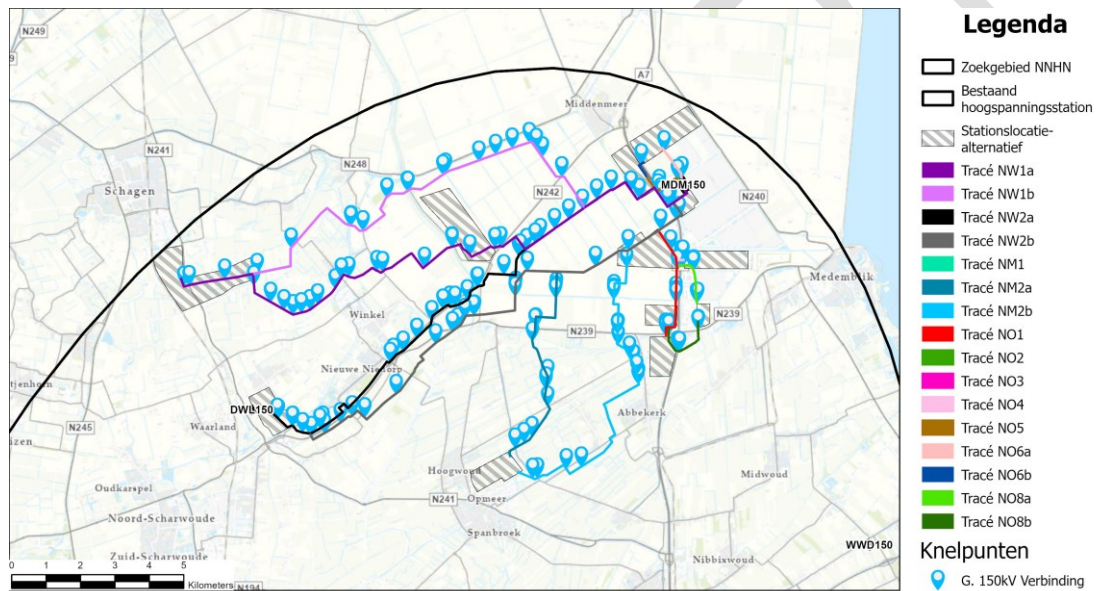 N249
A7
Middenmeer
N241
N248
Schagen
N242
MDM150
N240
Medemblik
Winkel
N239
N239
Nieuwe Niedorp
DWL150
Waarland
Abbekerk
N245
Hoogwoud
Midwoud
Oudkarspel
N241
Opmeer
Noord-Scharwoude
Spanbroek
WWD150
Zuid-Scharwoude
Nibbixwoud
0 1 2 3 4 5
Kilometers
N194
Legenda
Zoekgebied NNHN
Bestaand
hoogspanningsstation
Stationslocatie-
alternatief
Tracé NW1a
Tracé NW1b
Tracé NW2a
Tracé NW2b
Tracé NM1
Tracé NM2a
Tracé NM2b
Tracé NO1
Tracé NO2
Tracé NO3
Tracé NO4
Tracé NO5
Tracé NO6a
Tracé NO6b
Tracé NO8a
Tracé NO8b
Knelpunten
G. 150kV Verbinding